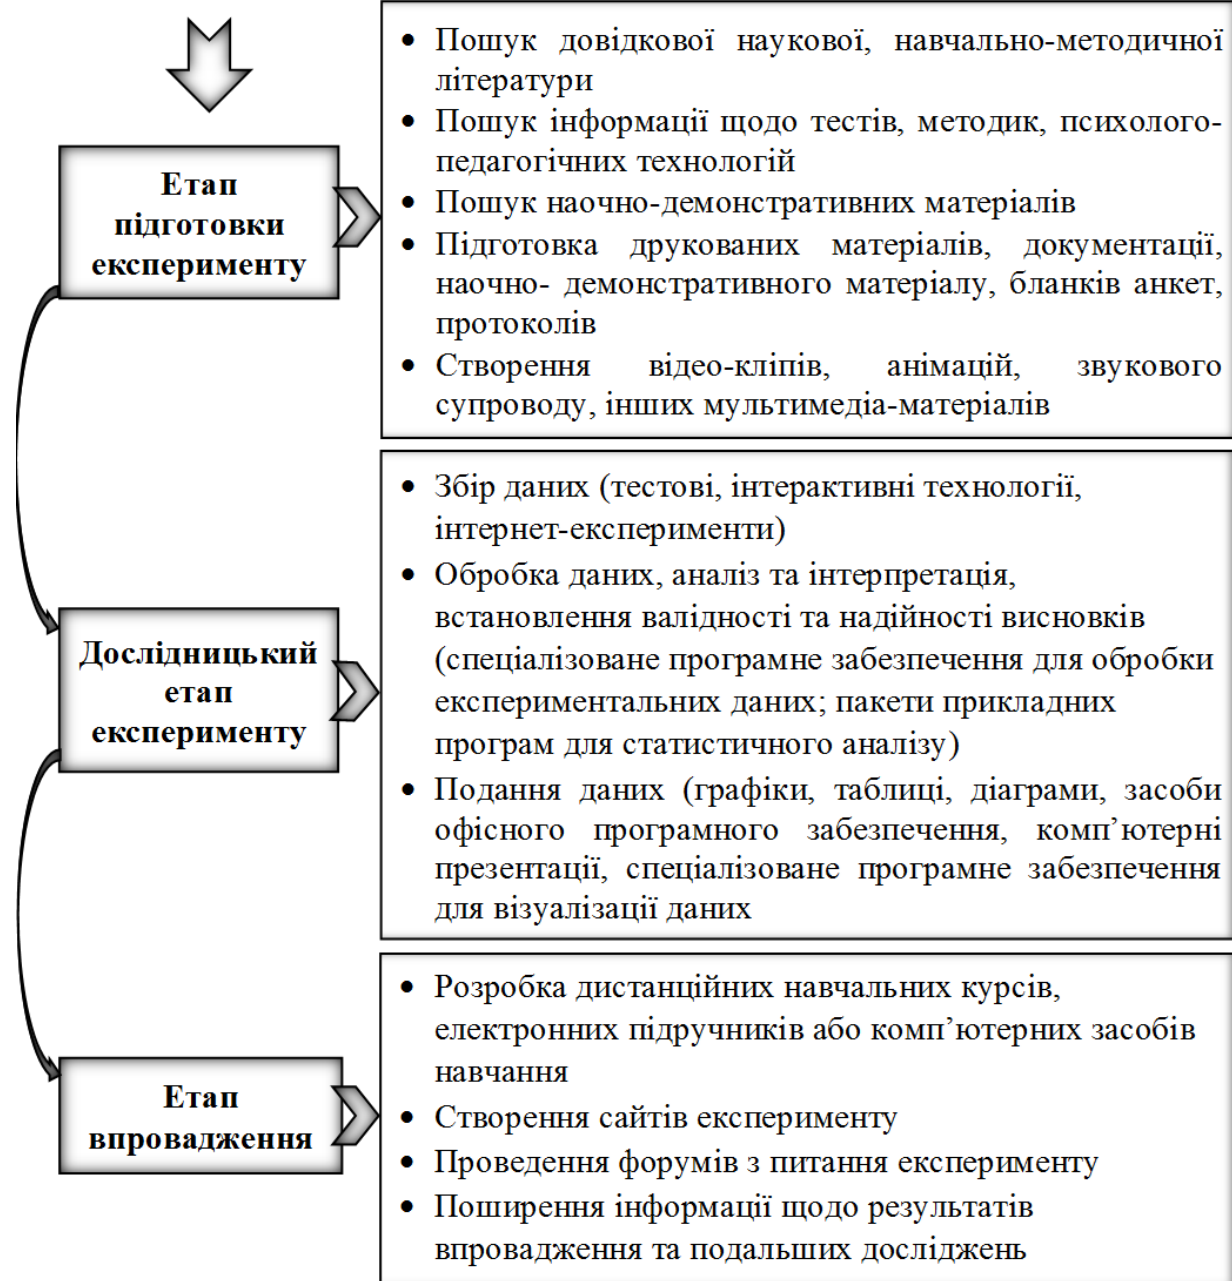 Етап
підготовки
експерименту
• Пошук довідкової наукової, навчально-методичної
літератури
• Пошук інформації щодо тестів, методик, психолого-
педагогічних технологій
• Пошук наочно-демонстративних матеріалів
• Підготовка друкованих матеріалів, документації,
наочно- демонстративного матеріалу, бланків анкет,
протоколів
• Створення відео-кліпів, анімацій, звукового
супроводу, інших мультимедіа-матеріалів
Дослідницький
етап
експерименту
• Збір даних (тестові, інтерактивні технології,
інтернет-експерименти)
• Обробка даних, аналіз та інтерпретація,
встановлення валідності та надійності висновків
(спеціалізоване програмне забезпечення для обробки
експериментальних даних; пакети прикладних
програм для статистичного аналізу)
• Подання даних (графіки, таблиці, діаграми, засоби
офісного програмного забезпечення, комп’ютерні
презентації, спеціалізоване програмне забезпечення
для візуалізації даних
Етап
впровадження
• Розробка дистанційних навчальних курсів,
електронних підручників або комп’ютерних засобів
навчання
• Створення сайтів експерименту
• Проведення форумів з питання експерименту
• Поширення інформації щодо результатів
впровадження та подальших досліджень